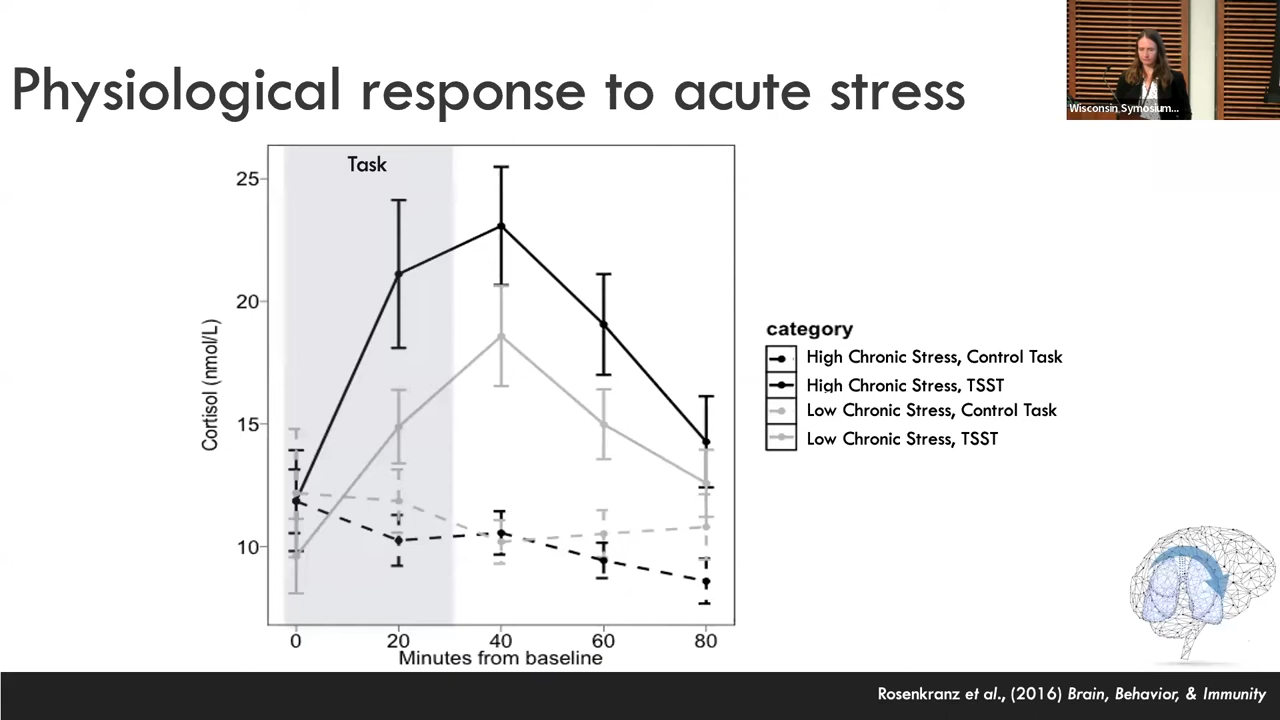 Physiological response to acute stress
Wisconsin Symosium...
Task
25
20
15
10
Cortisol (nmol/L)
0 20 40 60 80
Minutes from baseline
category
High Chronic Stress, Control Task
High Chronic Stress, TSST
Low Chronic Stress, Control Task
Low Chronic Stress, TSST
Rosenkranz et al., (2016) Brain, Behavior, & Immunity